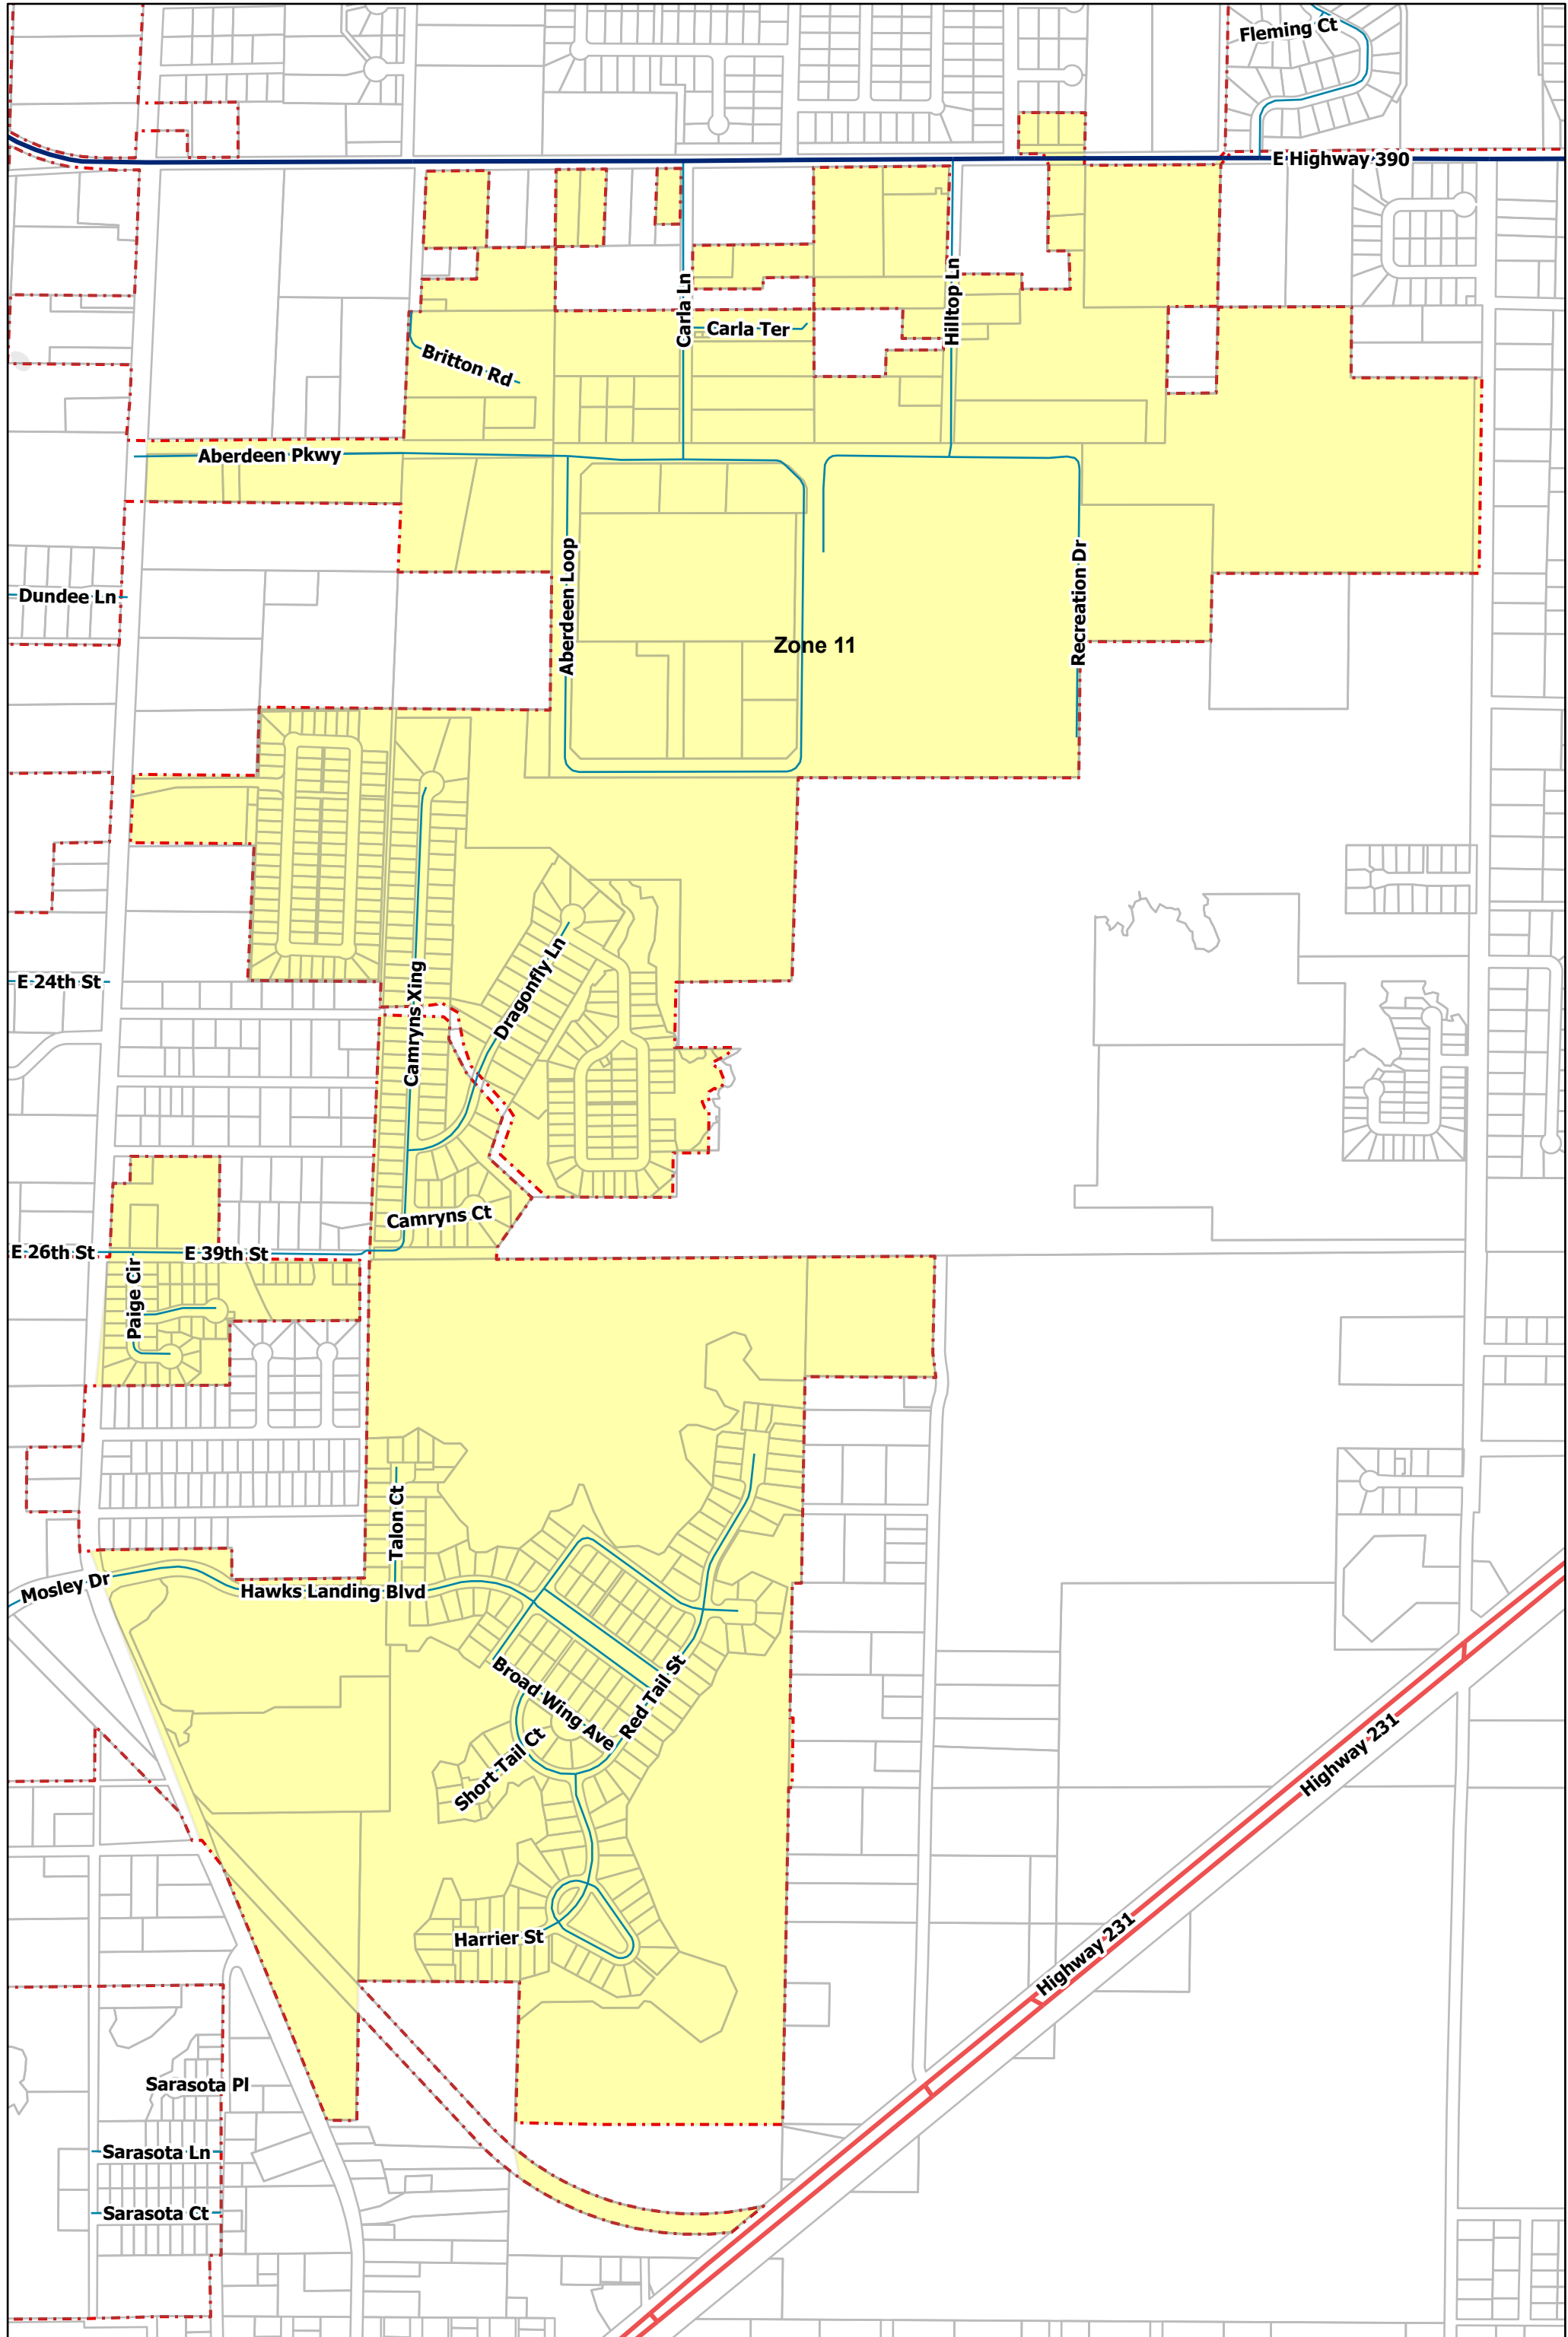 Fleming Ct
E Highway 390
Carla Ln
Hilltop Ln
Carla Ter
Britton Rd
Aberdeen Pkwy
Aberdeen Loop
Recreation Dr
Dundee Ln
Zone 11
E 24th St
Camryns Xing
Dragonfly Ln
Camryns Ct
E 26th St
E 39th St
Paige Cir
Talon Ct
Mosley Dr
Hawks Landing Blvd
Broad Wing Ave
Red Tail St
Short Tail Ct
Highway 231
Harrier St
Highway 231
Sarasota Pl
Sarasota Ln
Sarasota Ct